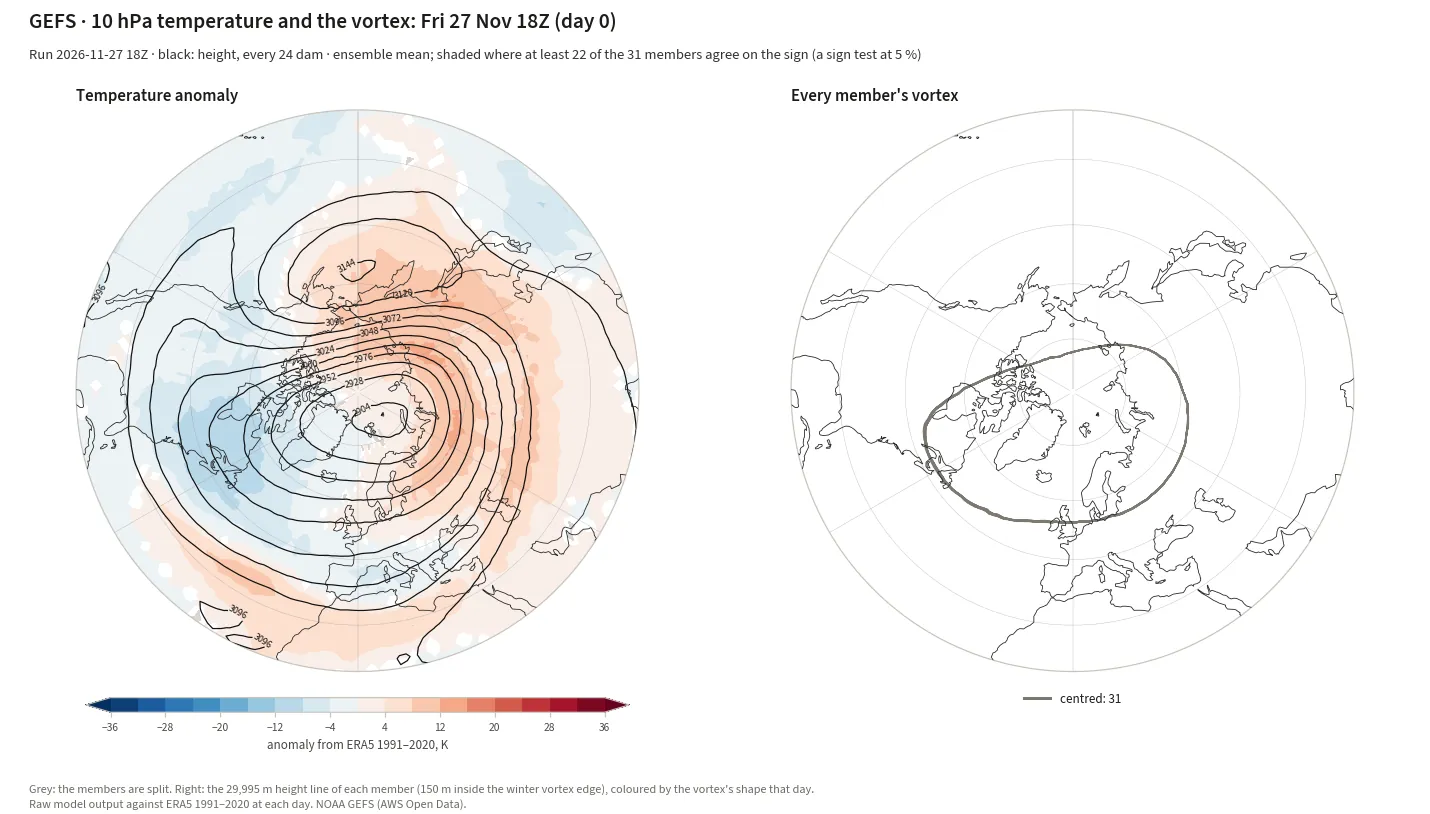 GEFS · 10 hPa temperature and the vortex: Fri 27 Nov 18Z (day 0)
Run 2026-11-27 18Z · black: height, every 24 dam · ensemble mean; shaded where at least 22 of the 31 members agree on the sign (a sign test at 5 %)
Temperature anomaly
Every member's vortex
3144
3120
3096
3096
3072
3048
3024
2976
2952
2928
2904
3096
3096
−36 −28 −20 −12 −4 4 12 20 28 36
anomaly from ERA5 1991–2020, K
centred: 31
Grey: the members are split. Right: the 29,995 m height line of each member (150 m inside the winter vortex edge), coloured by the vortex's shape that day.
Raw model output against ERA5 1991–2020 at each day. NOAA GEFS (AWS Open Data).